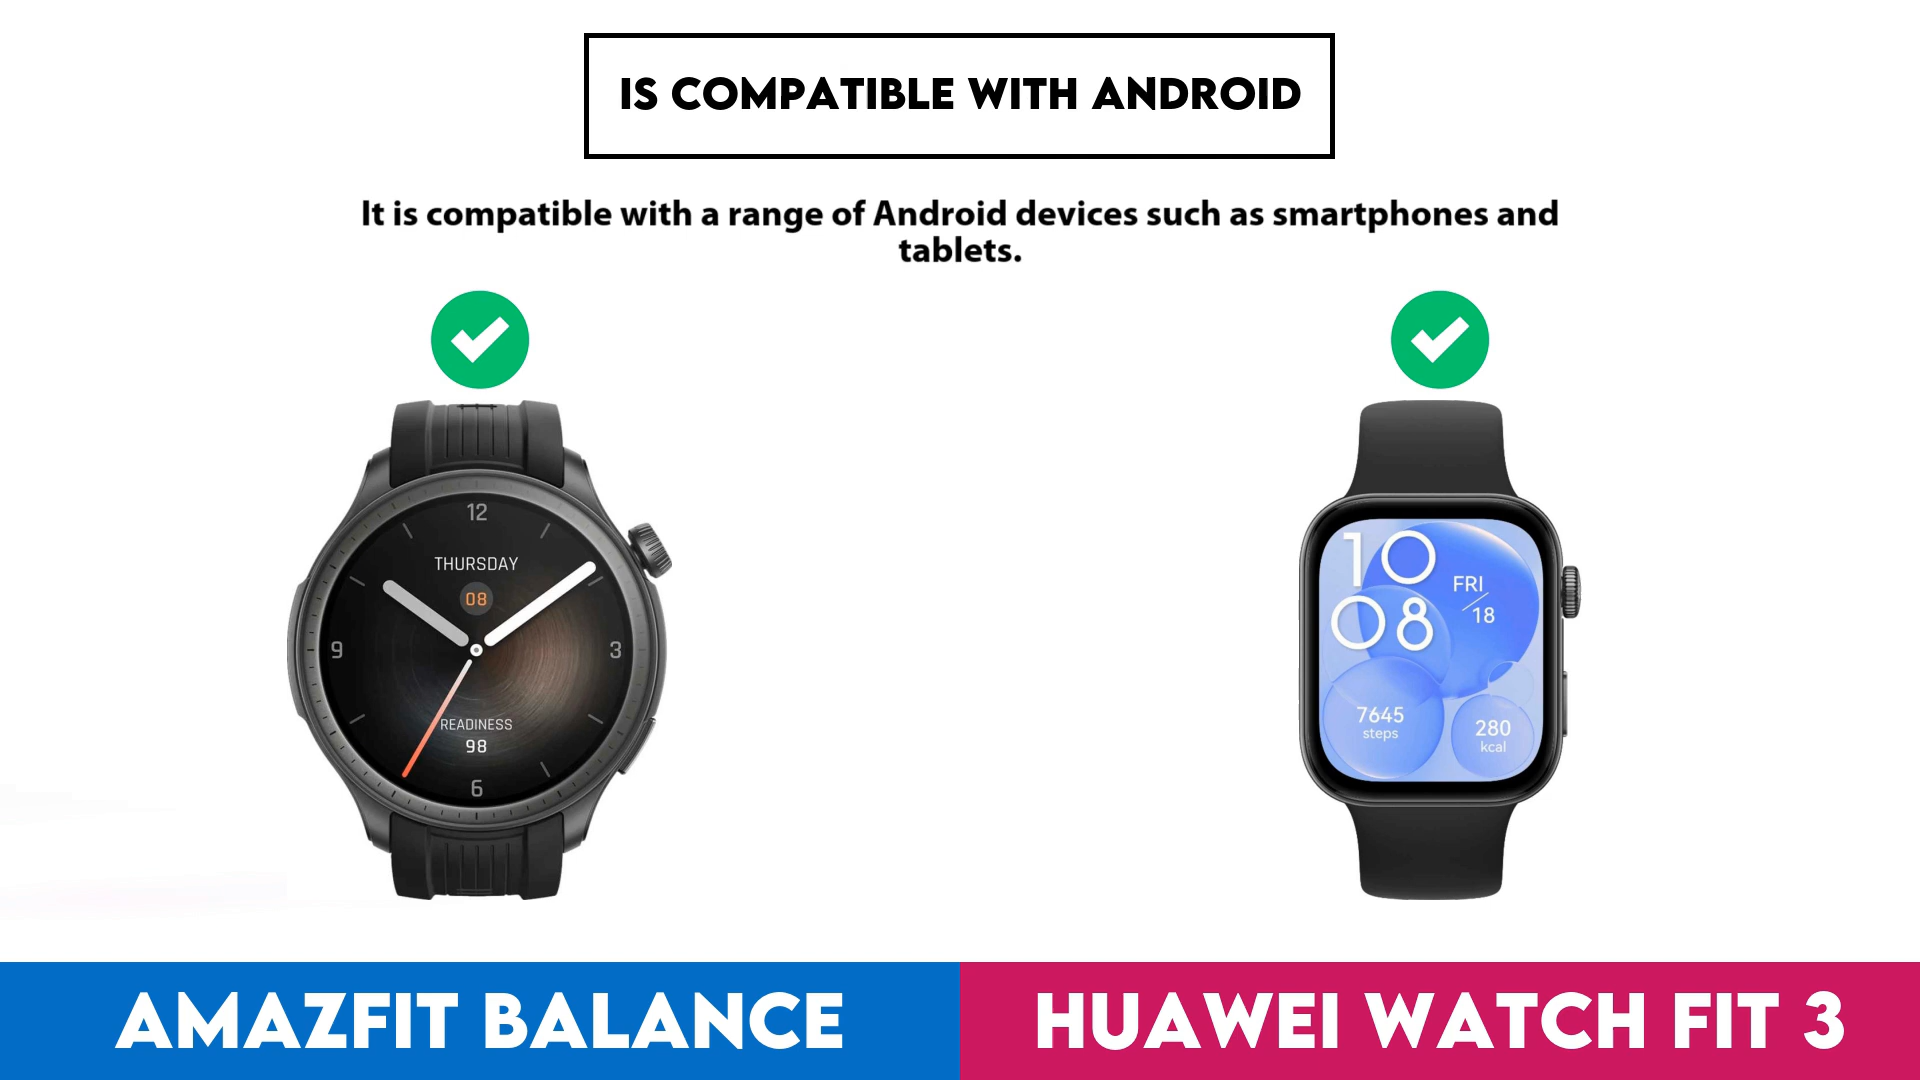 IS COMPATIBLE WITH ANDROID
It is compatible with a range of Android devices such as smartphones and
tablets.
12
THURSDAY
08
9
3
READINESS
98
6
10
08
FRI
18
7645
steps
280
kcal
AMAZFIT BALANCE
HUAWEI WATCH FIT 3